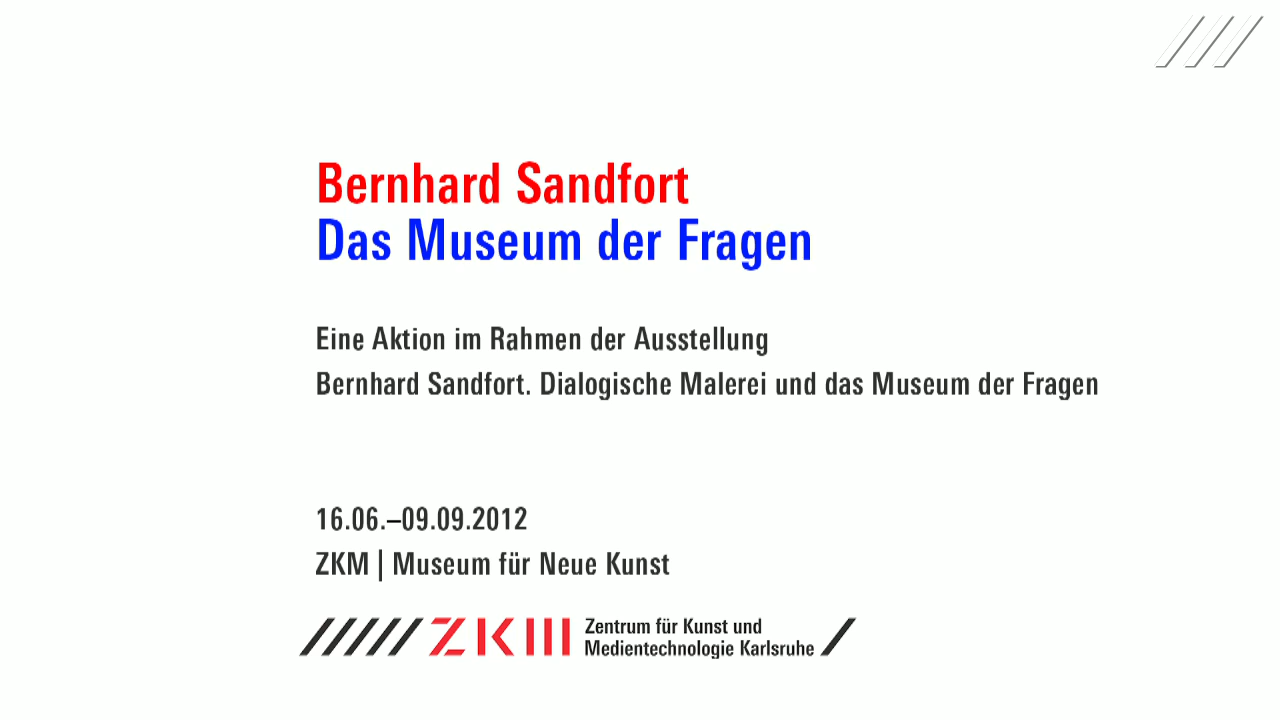 Bernhard Sandfort
Das Museum der Fragen
Eine Aktion im Rahmen der Ausstellung
Bernhard Sandfort. Dialogische Malerei und das Museum der Fragen
16.06.–09.09.2012
ZKM | Museum für Neue Kunst
ZKM Zentrum für Kunst und
Medientechnologie Karlsruhe